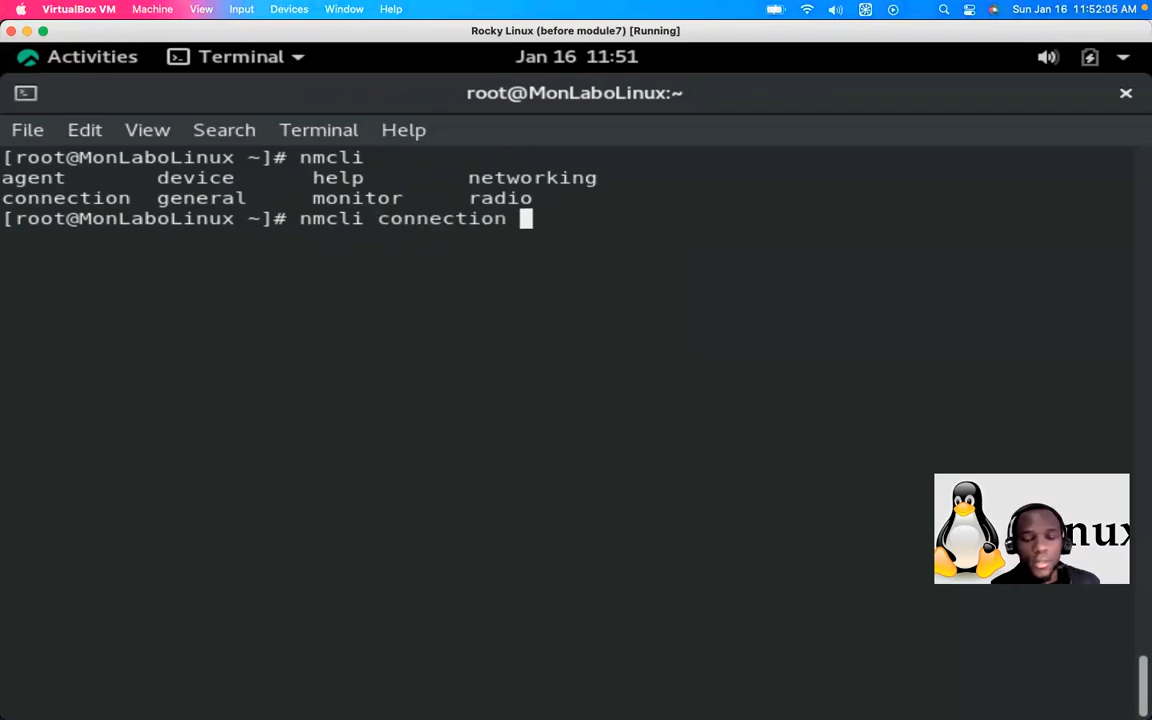 VirtualBox VM Machine View Input Devices Window Help Sun Jan 16 11:52:05 AM
Rocky Linux (before module7) [Running]
Activities Terminal Jan 16 11:51
root@MonLaboLinux:~
File Edit View Search Terminal Help
[root@MonLaboLinux ~]# nmcli
agent device help networking
connection general monitor radio
[root@MonLaboLinux ~]# nmcli connection
nux